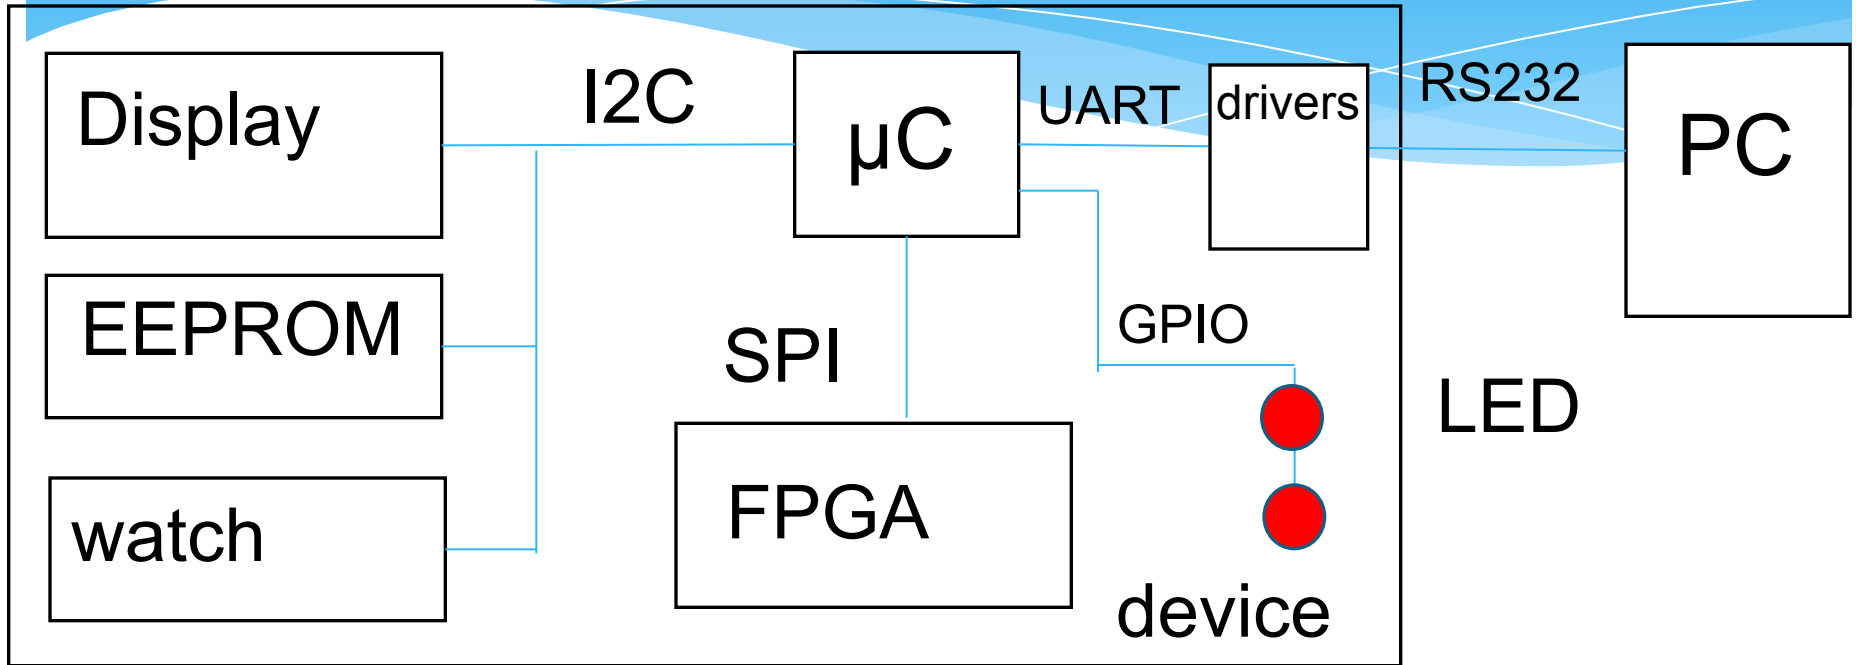 Display
I2C
µC
UART
drivers
RS232
PC
EEPROM
SPI
GPIO
LED
watch
FPGA
device